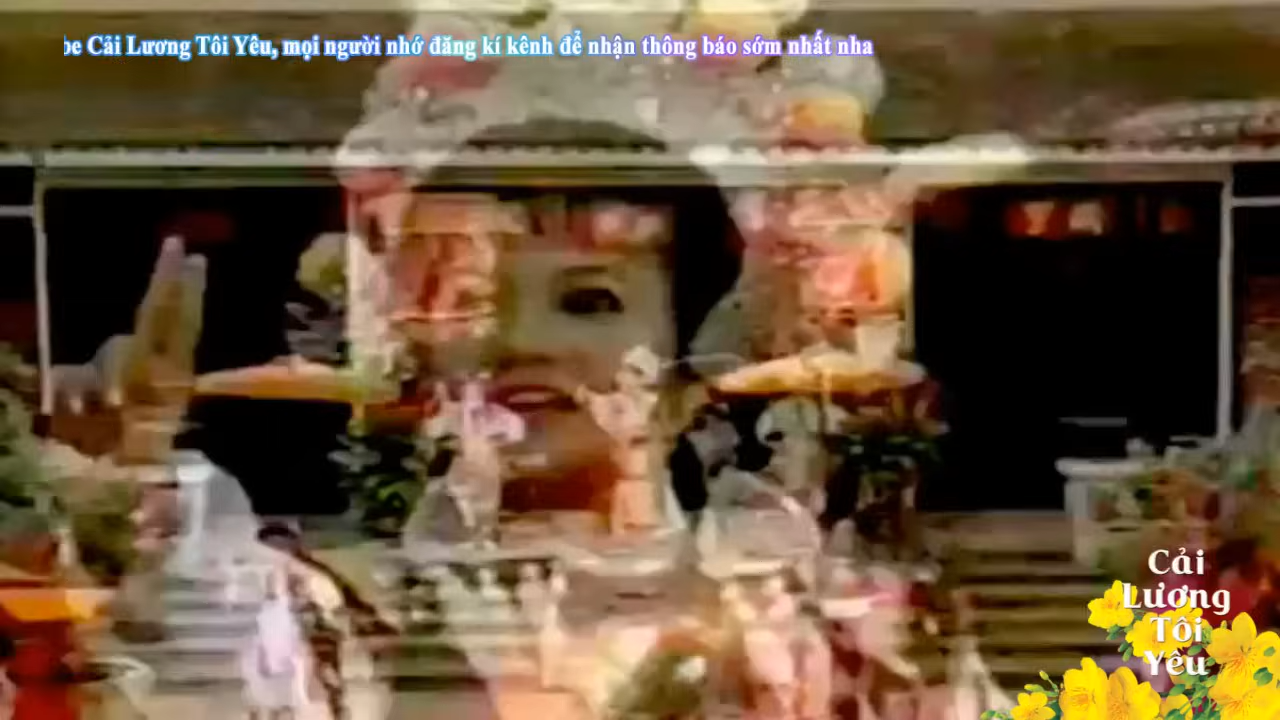 Cải Lương Tôi Yêu, mọi người nhớ đăng kí kênh để nhận thông báo sớm nhất nha
Cải
Lương
Tôi
Yêu